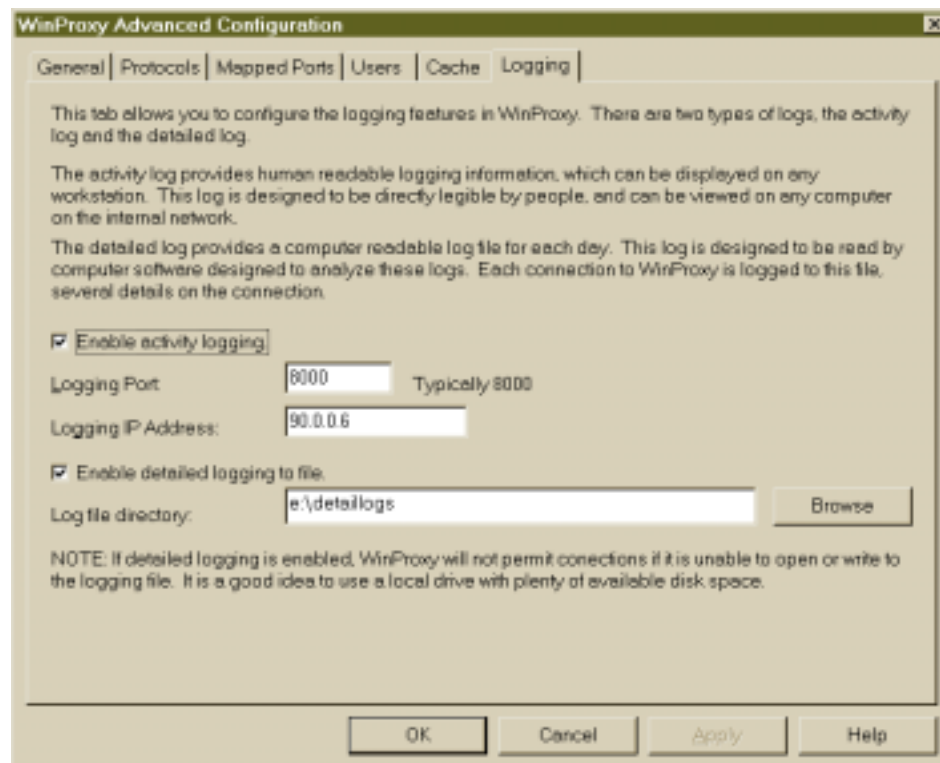 WinProxy Advanced Configuration
General Protocols Mapped Ports Users Cache Logging
This tab allows you to configure the logging features in WinProxy. There are two types of logs, the activity
log and the detailed log.
The activity log provides human readable logging information, which can be displayed on any
workstation. This log is designed to be directly legible by people, and can be viewed on any computer
on the internal network.
The detailed log provides a computer readable log file for each day. This log is designed to be read by
computer software designed to analyze these logs. Each connection to WinProxy is logged to this file,
several details on the connection.
Enable activity logging.
Logging Port 8000 Typically 8000
Logging IP Address: 90.0.0.6
Enable detailed logging to file.
Log file directory: e:\detaillogs Browse
NOTE: If detailed logging is enabled, WinProxy will not permit conections if it is unable to open or write to
the logging file. It is a good idea to use a local drive with plenty of available disk space.
OK Cancel Apply Help